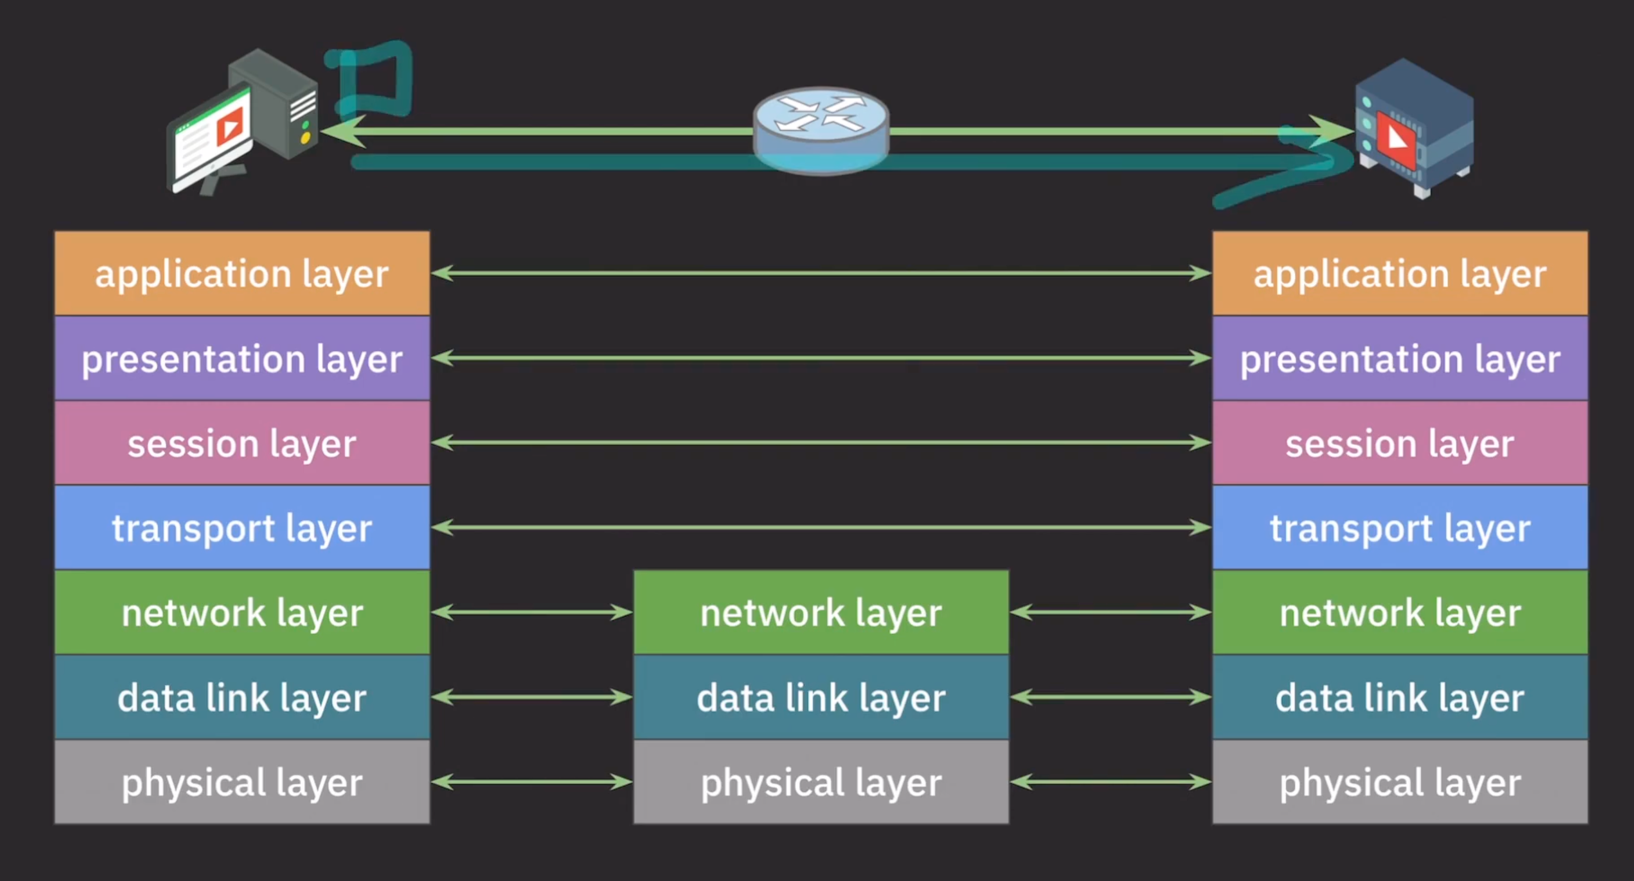 application layer
application layer
presentation layer
presentation layer
session layer
session layer
transport layer
transport layer
network layer
network layer
network layer
data link layer
data link layer
data link layer
physical layer
physical layer
physical layer